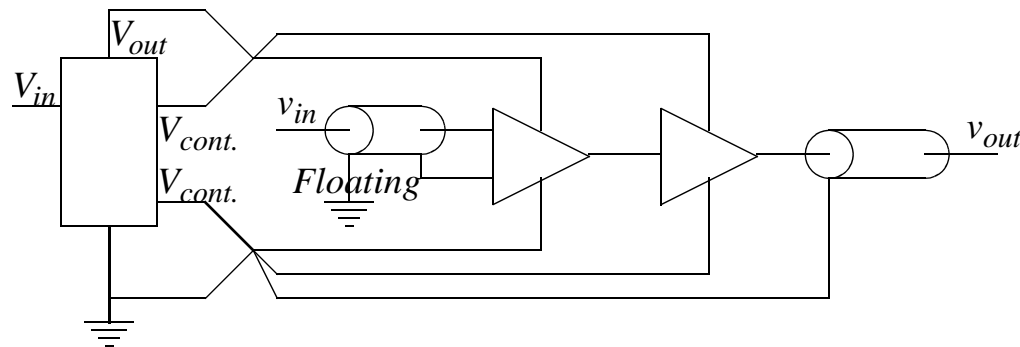 V_out
V_in
v_in
V_cont.
v_out
V_cont.
Floating